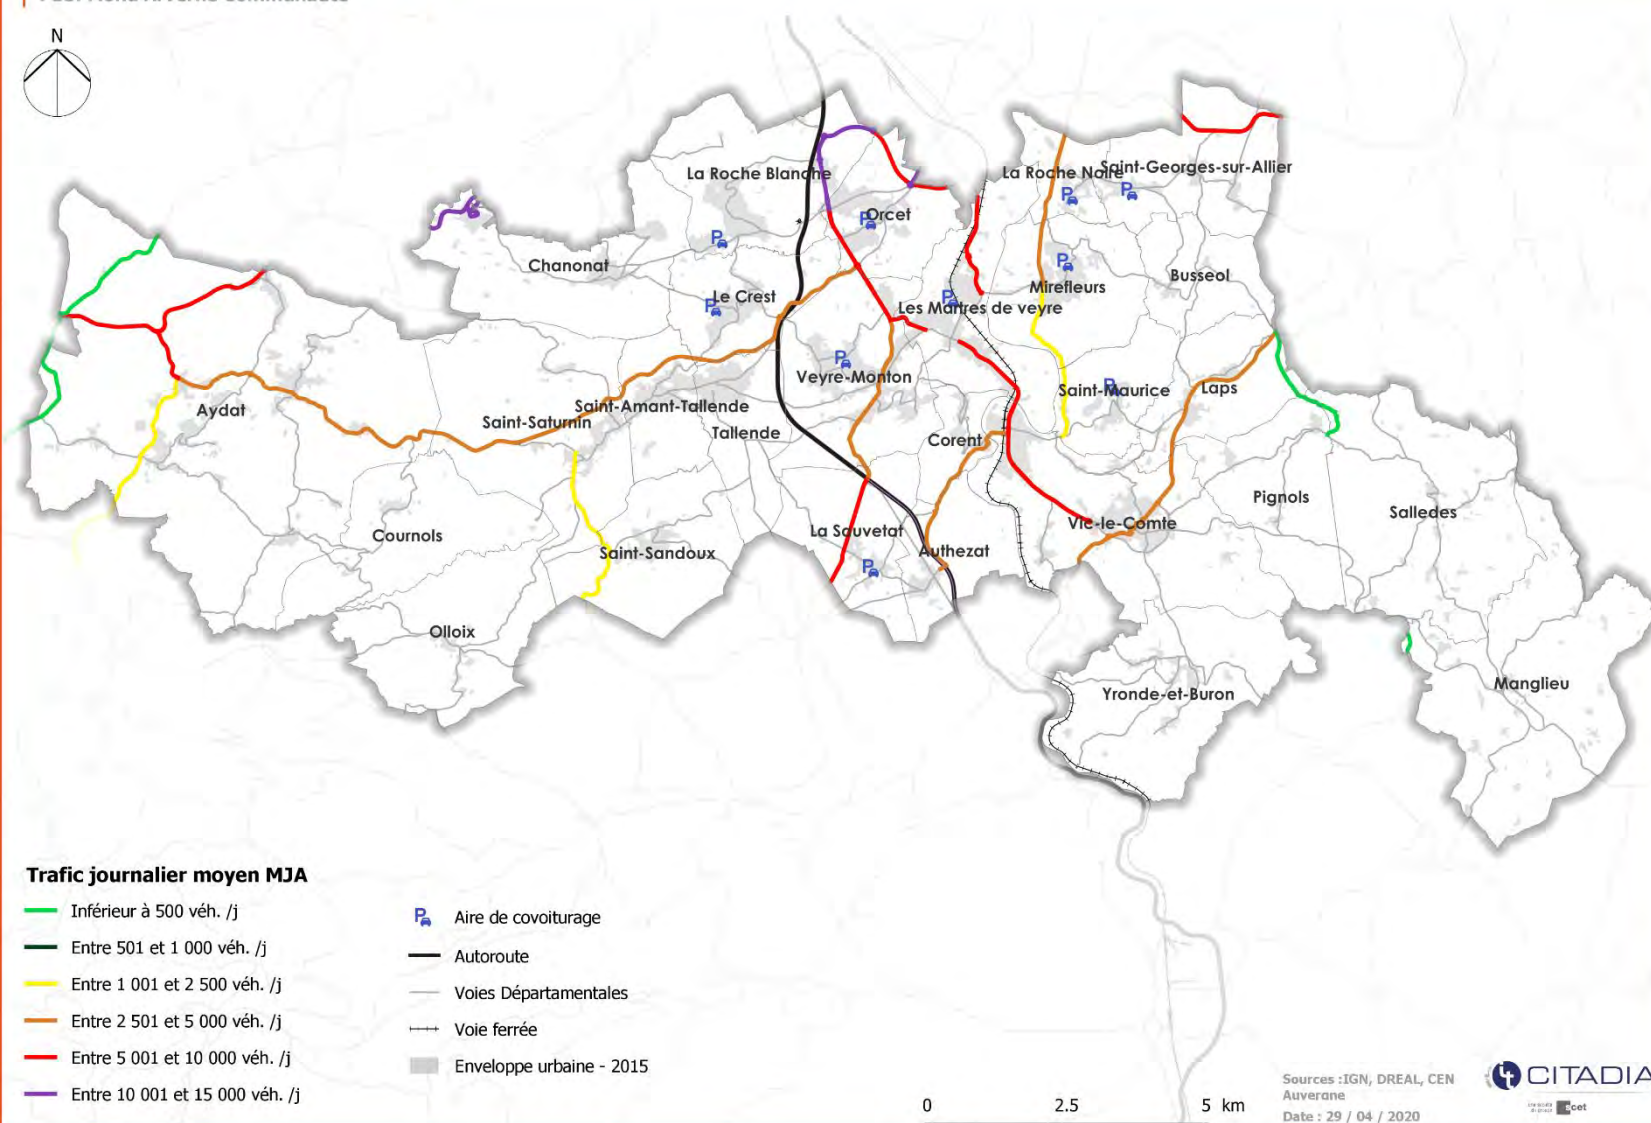 N
La Roche Blanche
La Roche Noire
Saint-Georges-sur-Allier
Orcet
Chanonat
Busseol
Mirefleurs
Le Crest
Les Martres de veyre
Veyre-Monton
Saint-Maurice
Laps
Aydat
Saint-Amant-Tallende
Saint-Saturnin
Tallende
Corent
Pignols
Salledes
Vic-le-Comte
La Sauvetat
Cournols
Saint-Sandoux
Authezat
Olloix
Manglieu
Yronde-et-Buron
Trafic journalier moyen MJA
Inférieur à 500 véh. /j
Entre 501 et 1 000 véh. /j
Entre 1 001 et 2 500 véh. /j
Entre 2 501 et 5 000 véh. /j
Entre 5 001 et 10 000 véh. /j
Entre 10 001 et 15 000 véh. /j
Aire de covoiturage
Autoroute
Voies Départamentales
Voie ferrée
Enveloppe urbaine - 2015
0 2.5 5 km
Sources :IGN, DREAL, CEN
Auvergne
Date : 29 / 04 / 2020
CITADIA
scet